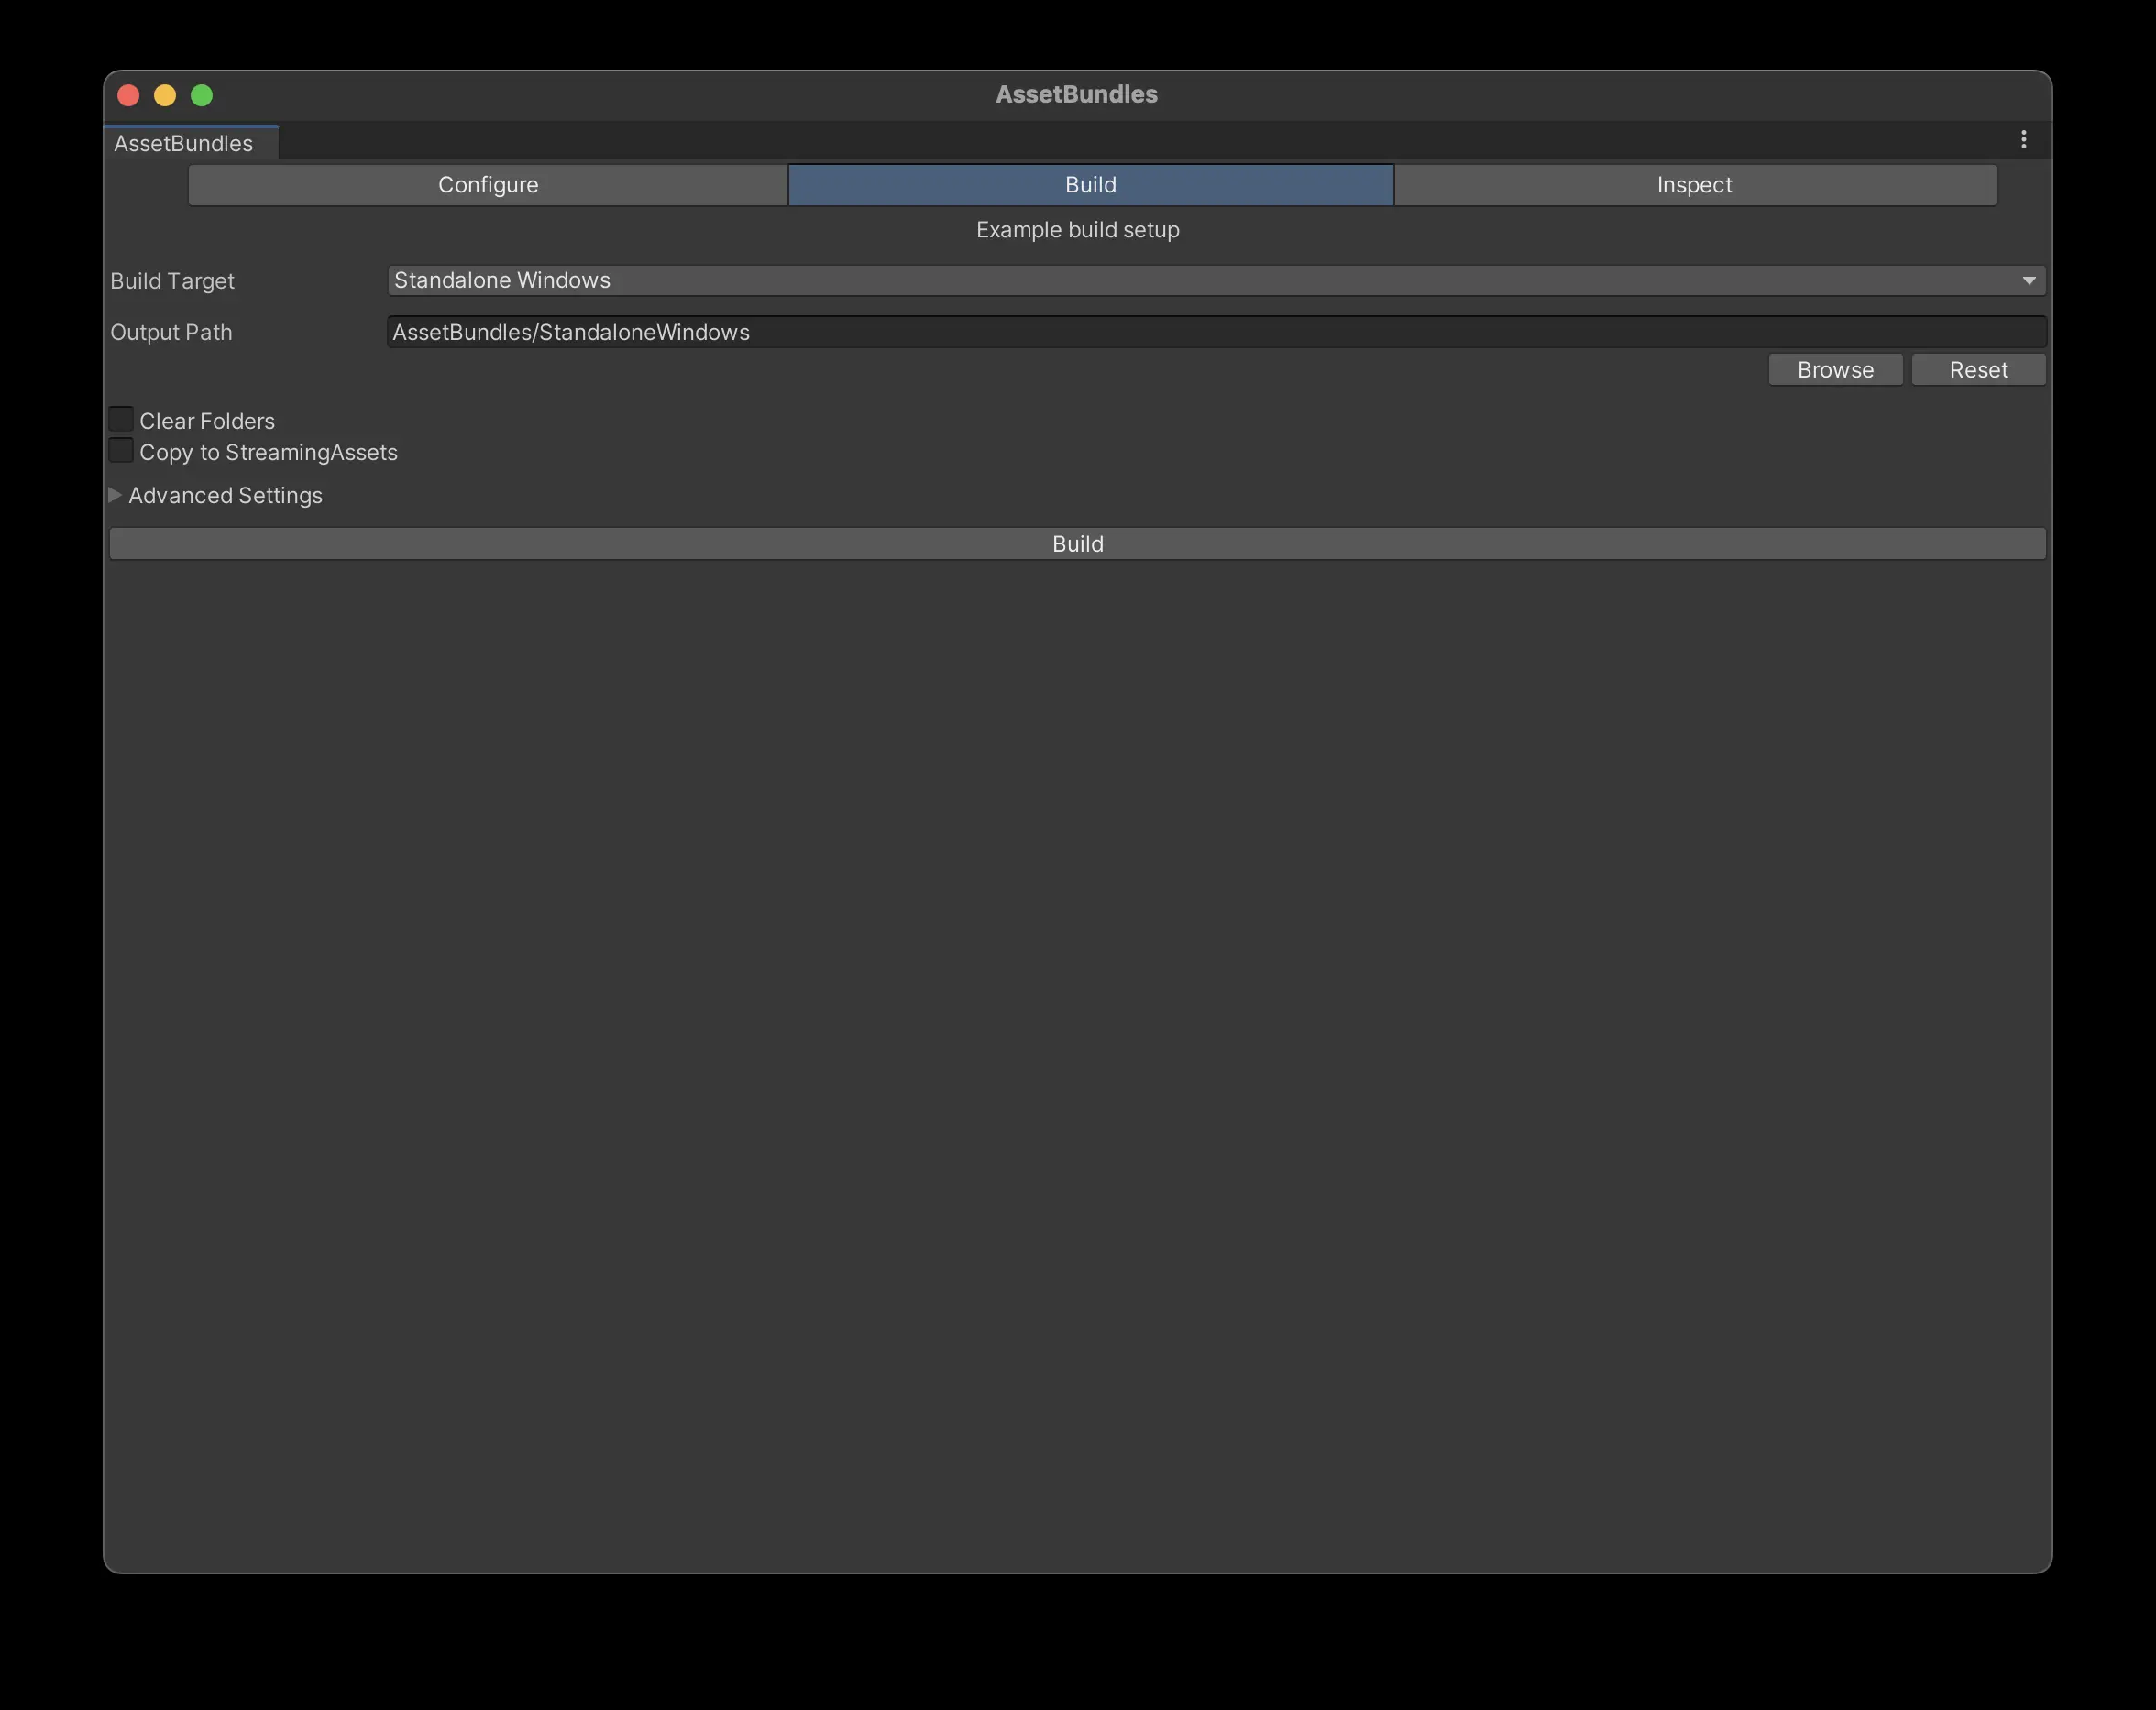 AssetBundles
AssetBundles
Configure Build Inspect
Example build setup
Build Target Standalone Windows
Output Path AssetBundles/StandaloneWindows
Browse Reset
Clear Folders
Copy to StreamingAssets
Advanced Settings
Build